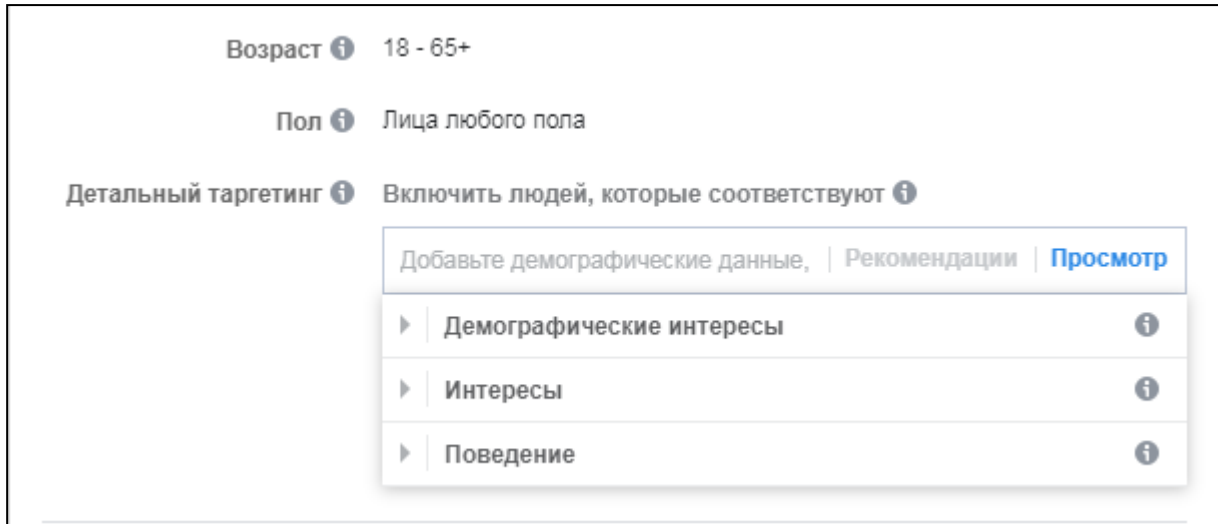 Возраст 18 - 65+
Пол Лица любого пола
Детальный таргетинг Включить людей, которые соответствуют
Добавьте демографические данные, | Рекомендации | Просмотр
Демографические интересы
Интересы
Поведение